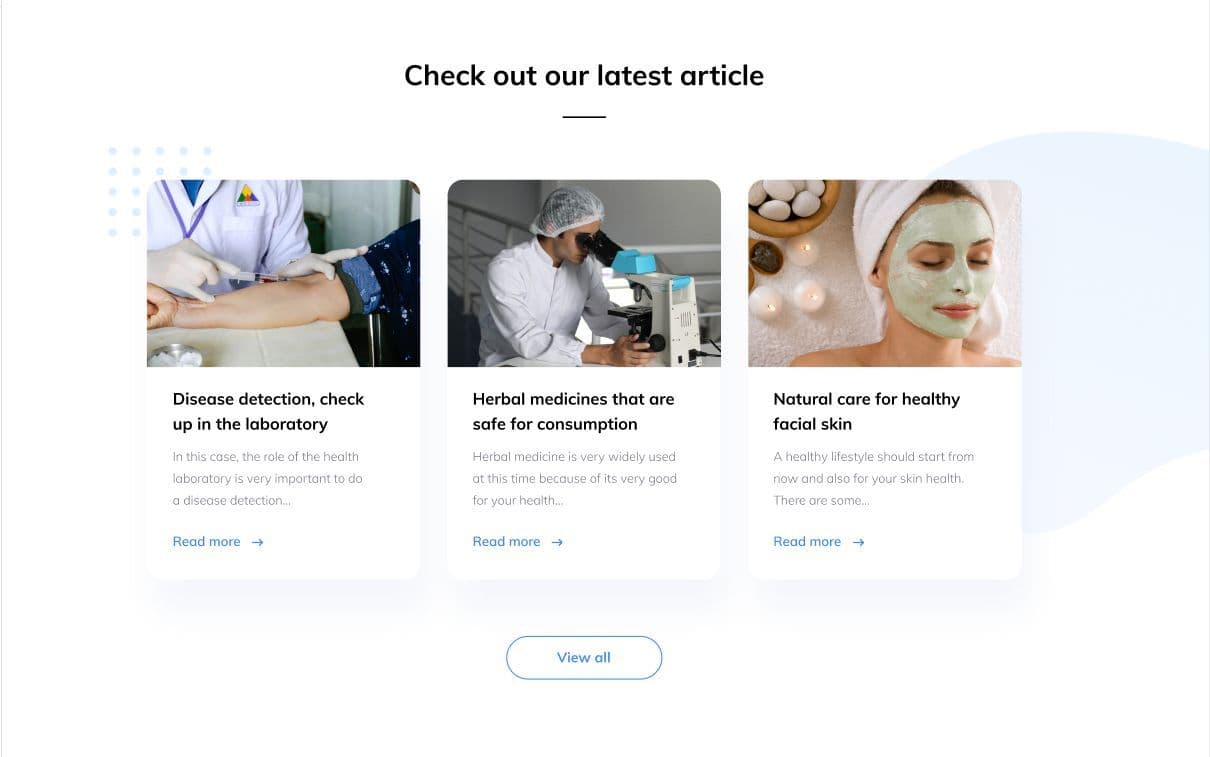 Check out our latest article
Disease detection, check
up in the laboratory
In this case, the role of the health
laboratory is very important to do
a disease detection...
Read more →
Herbal medicines that are
safe for consumption
Herbal medicine is very widely used
at this time because of its very good
for your health...
Read more →
Natural care for healthy
facial skin
A healthy lifestyle should start from
now and also for your skin health.
There are some...
Read more →
View all